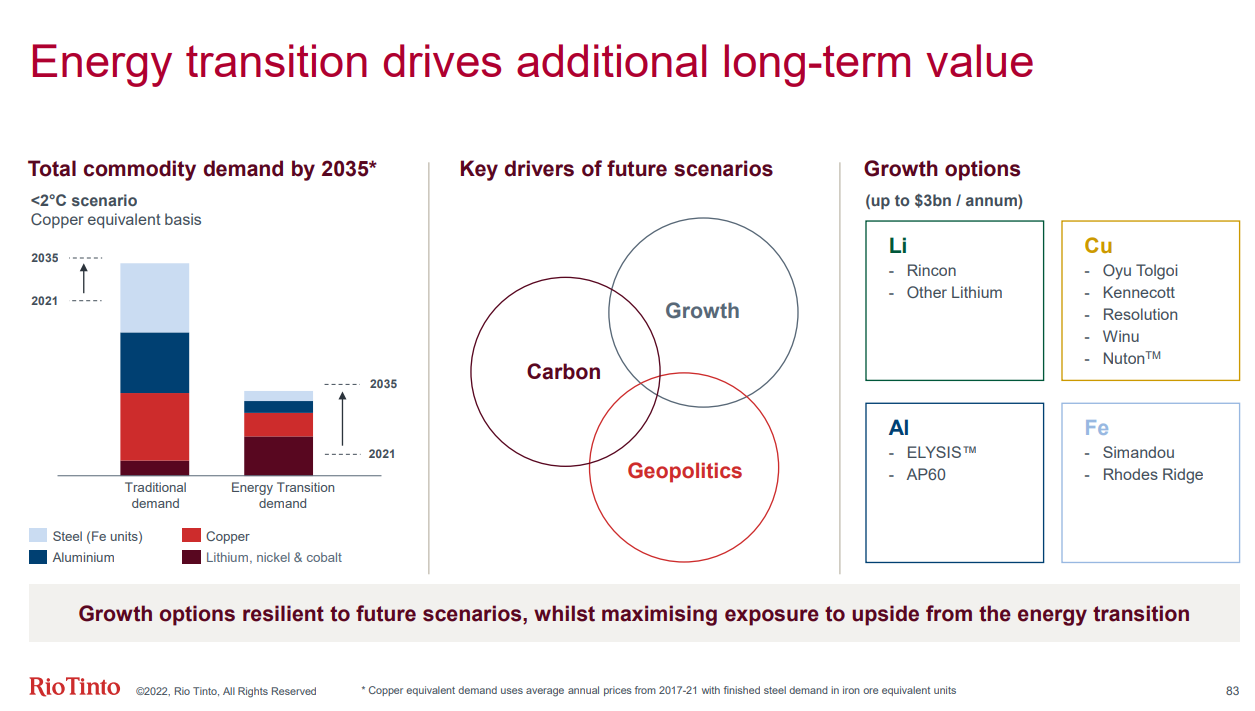 Energy transition drives additional long-term value
Total commodity demand by 2035*
<2°C scenario
Copper equivalent basis
2035
2021
2035
2021
Traditional
demand
Energy Transition
demand
Steel (Fe units)
Copper
Aluminium
Lithium, nickel & cobalt
Key drivers of future scenarios
Growth
Carbon
Geopolitics
Growth options
(up to $3bn / annum)
Li
- Rincon
- Other Lithium
Cu
- Oyu Tolgoi
- Kennecott
- Resolution
- Winu
- Nuton™
Al
- ELYSIS™
- AP60
Fe
- Simandou
- Rhodes Ridge
Growth options resilient to future scenarios, whilst maximising exposure to upside from the energy transition
RioTinto
©2022, Rio Tinto, All Rights Reserved
* Copper equivalent demand uses average annual prices from 2017-21 with finished steel demand in iron ore equivalent units
83